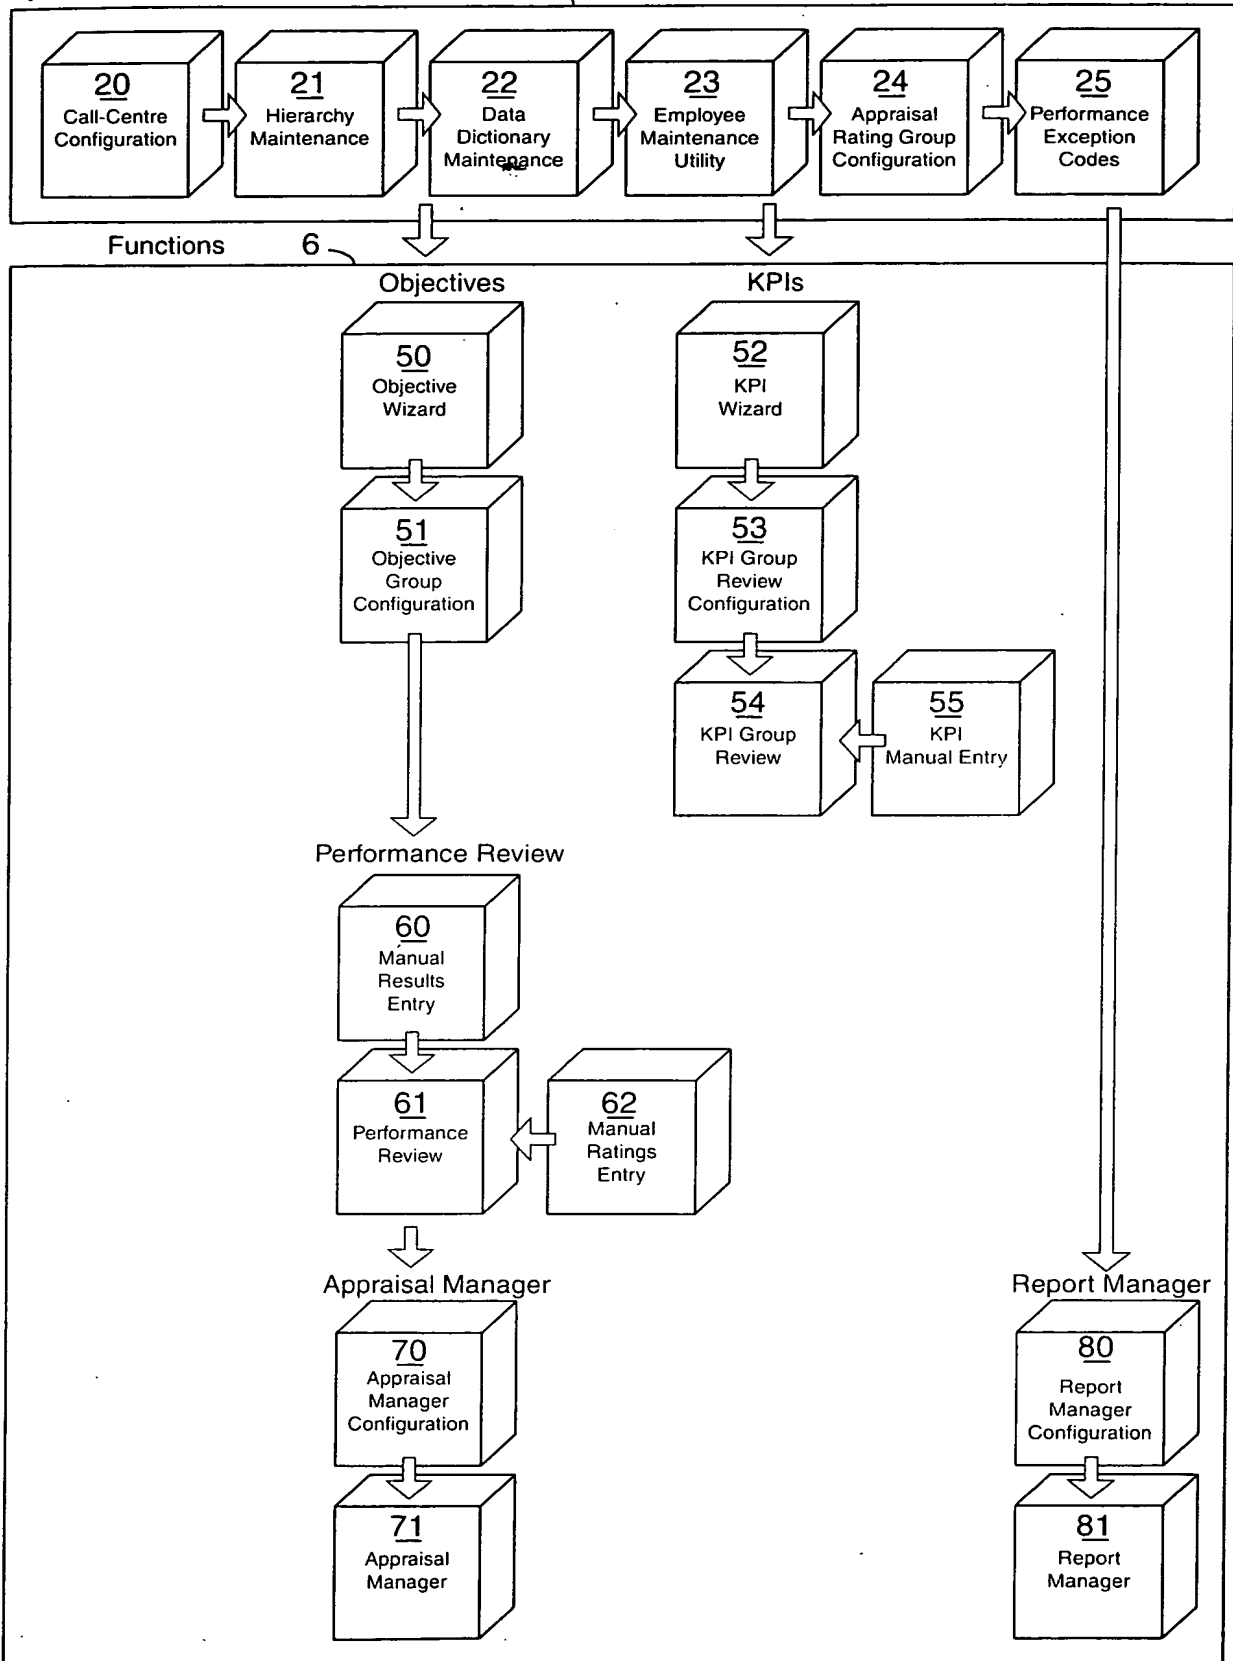 20
Call-Centre
Configuration
21
Hierarchy
Maintenance
22
Data
Dictionary
Maintenance
23
Employee
Maintenance
Utility
24
Appraisal
Rating Group
Configuration
25
Performance
Exception
Codes
Functions 6
Objectives
KPIs
50
Objective
Wizard
52
KPI
Wizard
51
Objective
Group
Configuration
53
KPI Group
Review
Configuration
54
KPI Group
Review
55
KPI
Manual Entry
Performance Review
60
Manual
Results
Entry
61
Performance
Review
62
Manual
Ratings
Entry
Appraisal Manager
Report Manager
70
Appraisal
Manager
Configuration
80
Report
Manager
Configuration
71
Appraisal
Manager
81
Report
Manager